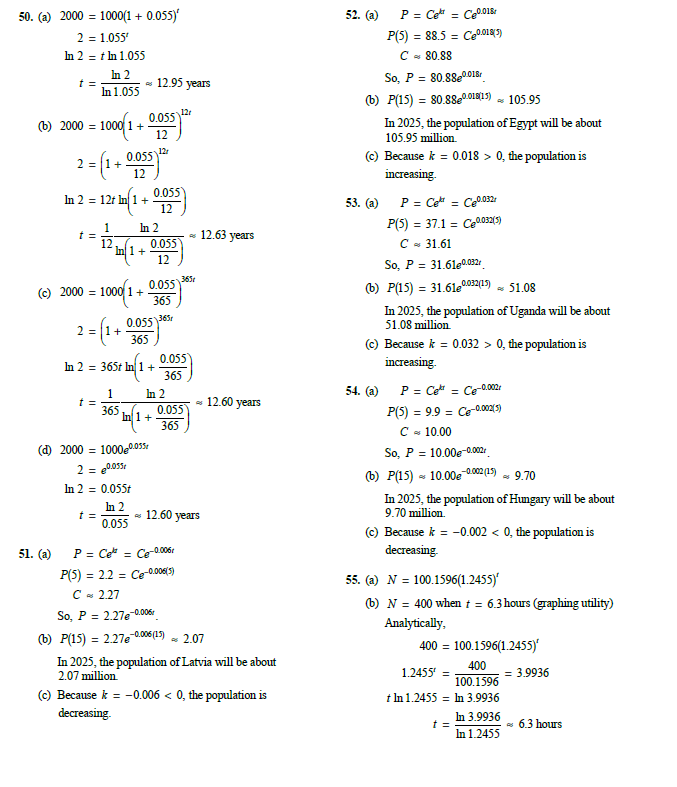 50. (a) 2000 = 1000(1 + 0.055)^t
2 = 1.055^t
ln 2 = t ln 1.055
t = ln 2 / ln 1.055 ≈ 12.95 years
(b) 2000 = 1000(1 + 0.055/12)^12t
2 = (1 + 0.055/12)^12t
ln 2 = 12t ln(1 + 0.055/12)
t = 1/12 ln 2 / ln(1 + 0.055/12) ≈ 12.63 years
(c) 2000 = 1000(1 + 0.055/365)^365t
2 = (1 + 0.055/365)^365t
ln 2 = 365t ln(1 + 0.055/365)
t = 1/365 ln 2 / ln(1 + 0.055/365) ≈ 12.60 years
(d) 2000 = 1000e^0.055t
2 = e^0.055t
ln 2 = 0.055t
t = ln 2 / 0.055 ≈ 12.60 years
51. (a) P = Ce^kt = Ce^−0.006t
P(5) = 2.2 = Ce^−0.006(5)
C ≈ 2.27
So, P = 2.27e^−0.006t.
(b) P(15) = 2.27e^−0.006(15) ≈ 2.07
In 2025, the population of Latvia will be about
2.07 million.
(c) Because k = −0.006 < 0, the population is
decreasing.
52. (a) P = Ce^kt = Ce^0.018t
P(5) = 88.5 = Ce^0.018(5)
C ≈ 80.88
So, P = 80.88e^0.018t.
(b) P(15) = 80.88e^0.018(15) ≈ 105.95
In 2025, the population of Egypt will be about
105.95 million.
(c) Because k = 0.018 > 0, the population is
increasing.
53. (a) P = Ce^kt = Ce^0.032t
P(5) = 37.1 = Ce^0.032(5)
C ≈ 31.61
So, P = 31.61e^0.032t.
(b) P(15) = 31.61e^0.032(15) ≈ 51.08
In 2025, the population of Uganda will be about
51.08 million.
(c) Because k = 0.032 > 0, the population is
increasing.
54. (a) P = Ce^kt = Ce^−0.002t
P(5) = 9.9 = Ce^−0.002(5)
C ≈ 10.00
So, P = 10.00e^−0.002t.
(b) P(15) ≈ 10.00e^−0.002(15) ≈ 9.70
In 2025, the population of Hungary will be about
9.70 million.
(c) Because k = −0.002 < 0, the population is
decreasing.
55. (a) N = 100.1596(1.2455)^t
(b) N = 400 when t = 6.3 hours (graphing utility)
Analytically,
400 = 100.1596(1.2455)^t
1.2455^t = 400 / 100.1596 = 3.9936
t ln 1.2455 = ln 3.9936
t = ln 3.9936 / ln 1.2455 ≈ 6.3 hours